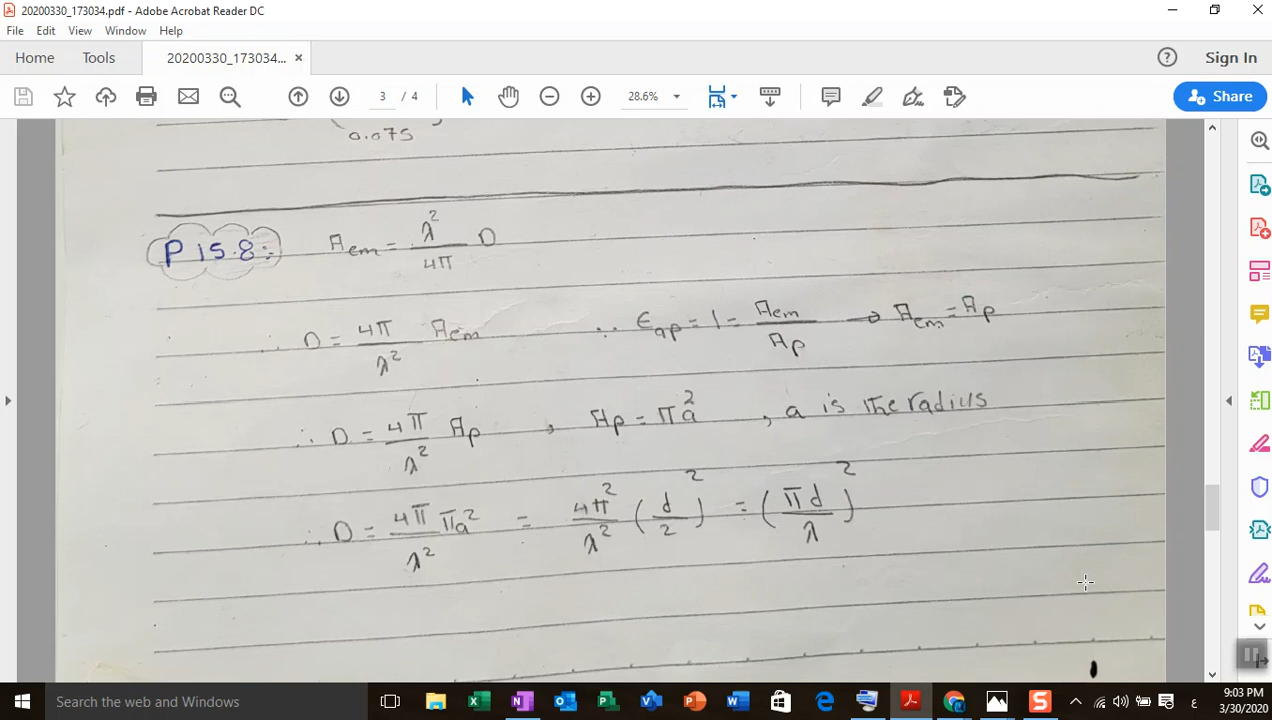 20200330_173034.pdf - Adobe Acrobat Reader DC
File Edit View Window Help
Home Tools 20200330_173034... × Sign In
3 / 4 28.6% Share
0.075
P 15.8: Aem = λ² / 4π D
∴ D = 4π / λ² Aem ∵ ϵap = 1 = Aem / Ap → Aem = Ap
∴ D = 4π / λ² Ap , Ap = πa² , a is the radius
∴ D = 4π / λ² πa² = 4π² / λ² (d / 2)² = (πd / λ)²
Search the web and Windows
ع
9:03 PM
3/30/2020